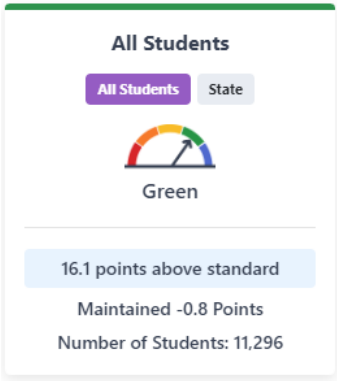 All Students
All Students State
Green
16.1 points above standard
Maintained -0.8 Points
Number of Students: 11,296